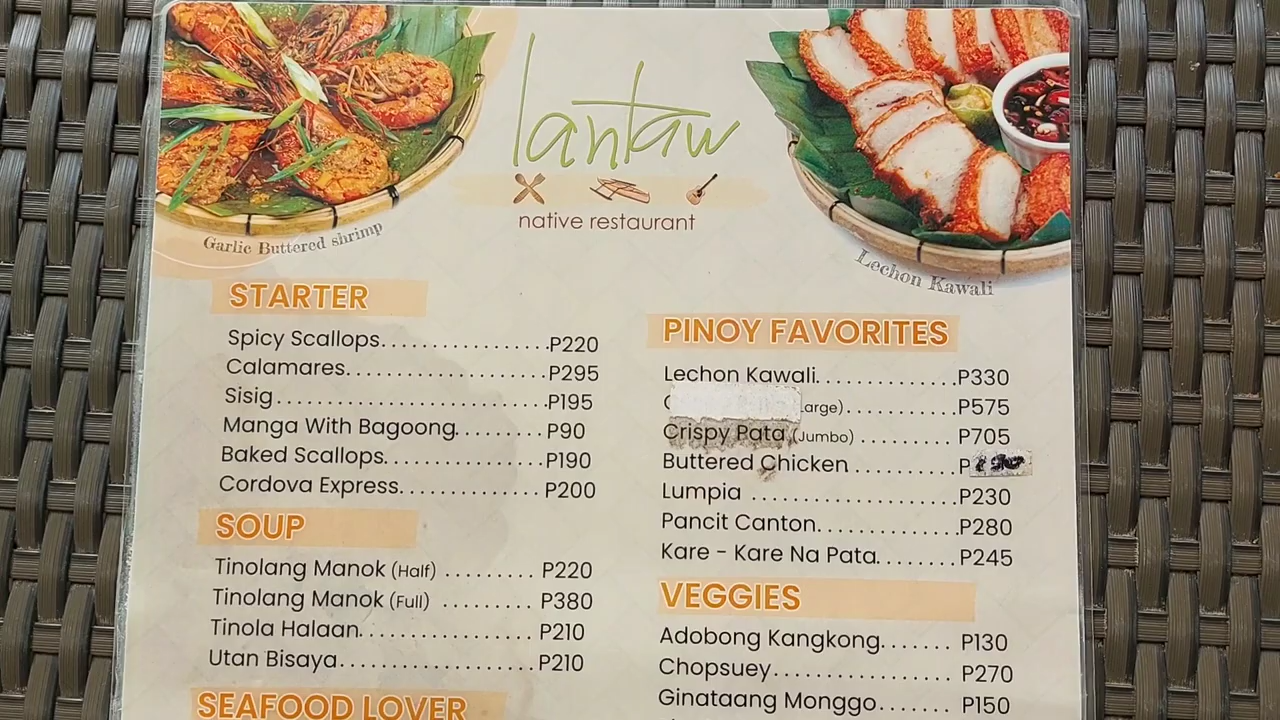 lantaw
native restaurant
Garlic Buttered shrimp
Lechon Kawali
STARTER
Spicy Scallops................P220
Calamares....................P295
Sisig...........................P195
Manga With Bagoong.........P90
Baked Scallops................P190
Cordova Express..............P200
SOUP
Tinolang Manok (Half) ......... P220
Tinolang Manok (Full) ......... P380
Tinola Halaan.................P210
Utan Bisaya...................P210
SEAFOOD LOVER
PINOY FAVORITES
Lechon Kawali.............P330
Large)..........P575
Crispy Pata (Jumbo) ......... P705
Buttered Chicken ..........P
Lumpia ...................P230
Pancit Canton.............P280
Kare - Kare Na Pata........P245
VEGGIES
Adobong Kangkong.......P130
Chopsuey.................P270
Ginataang Monggo.......P150